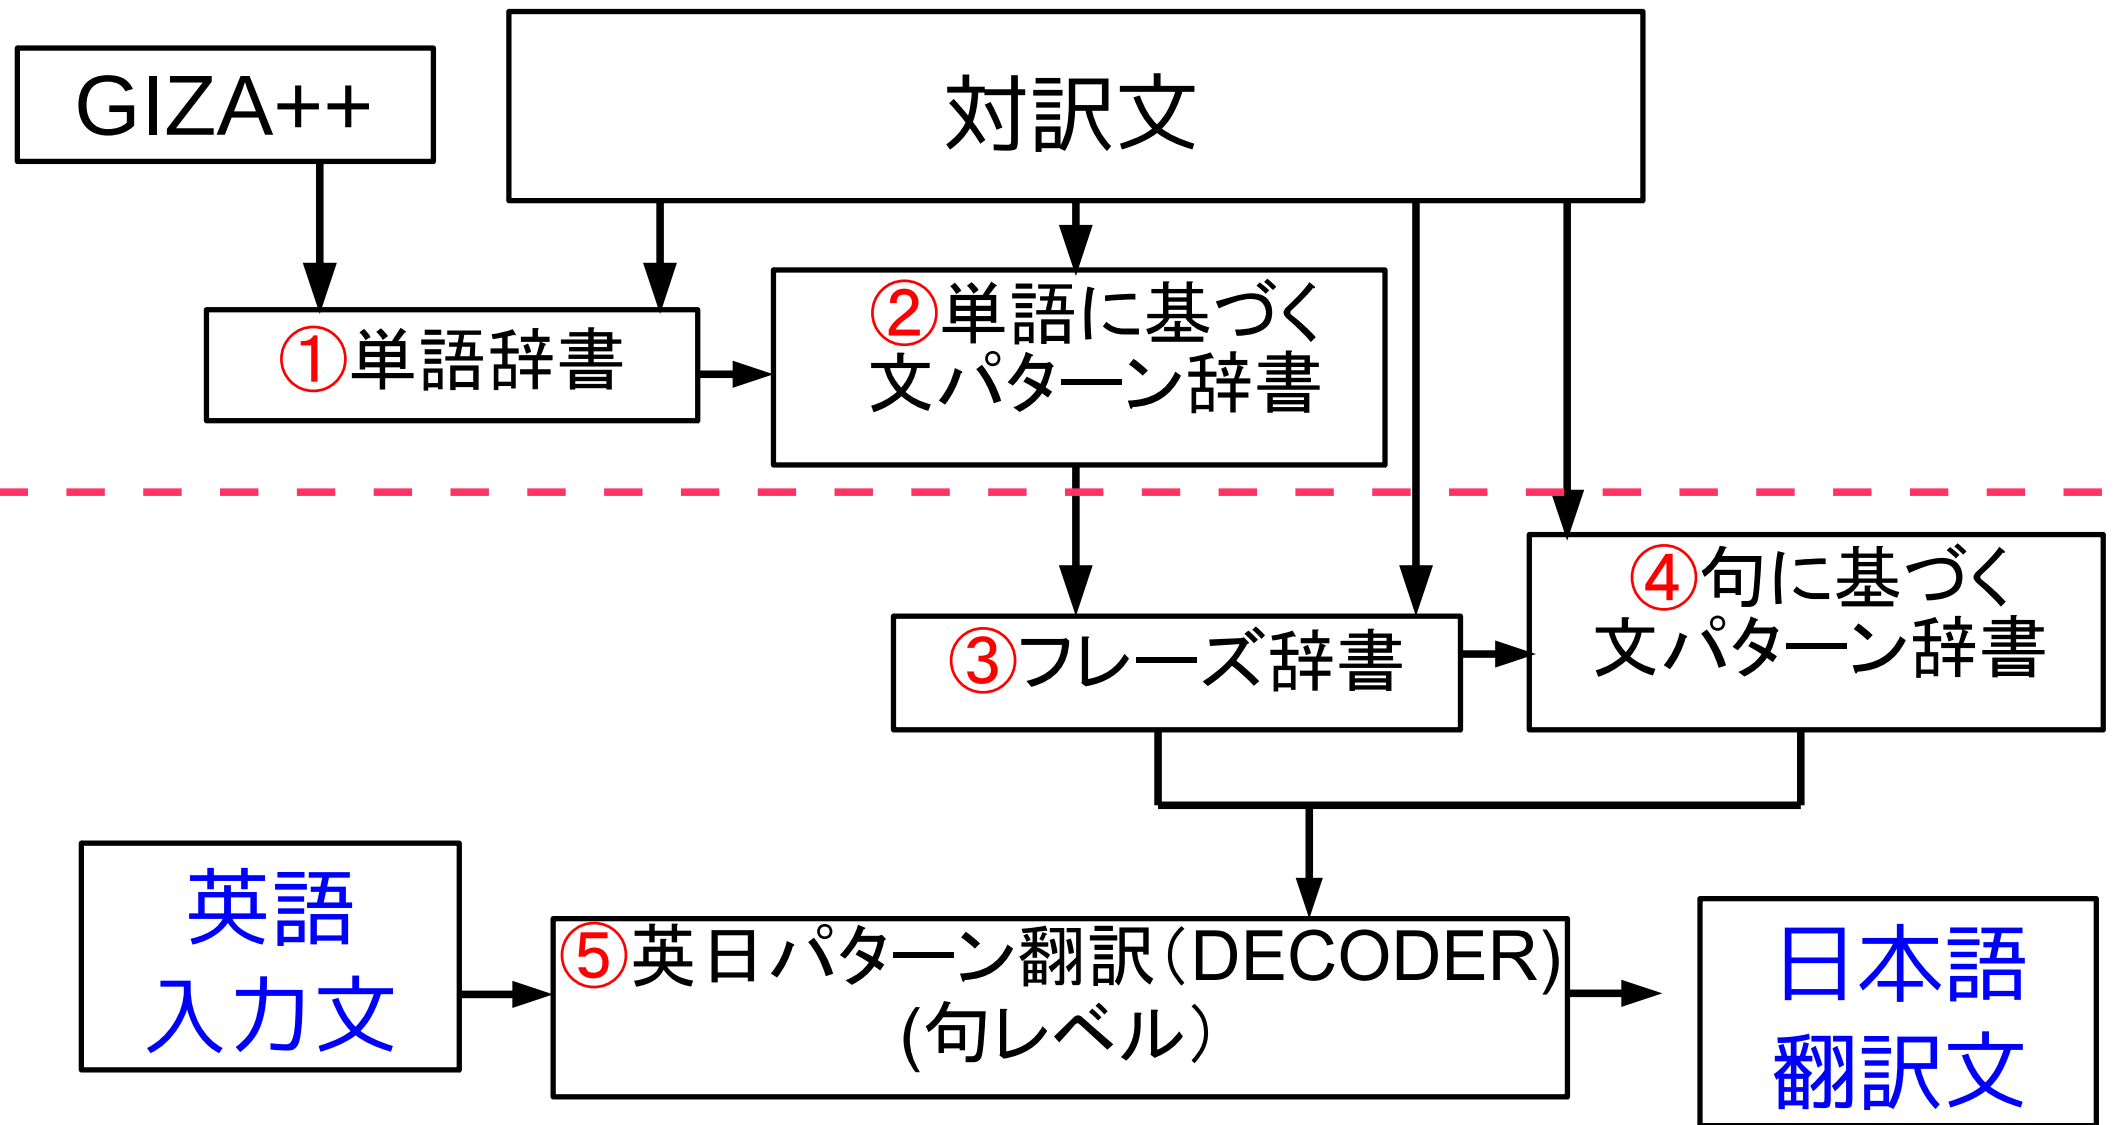 GIZA++
対訳文
①単語辞書
②単語に基づく
文パターン辞書
③フレーズ辞書
④句に基づく
文パターン辞書
英語
入力文
⑤英日パターン翻訳（DECODER)
(句レベル）
日本語
翻訳文